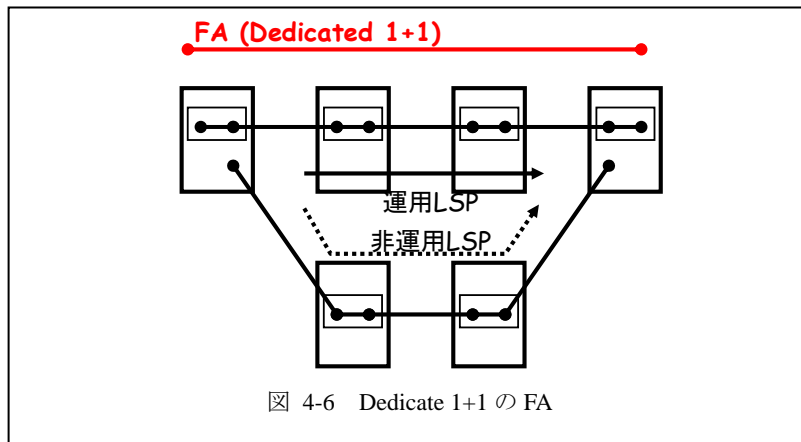 FA (Dedicated 1+1)
運用LSP
非運用LSP
図 4-6 Dedicate 1+1 の FA